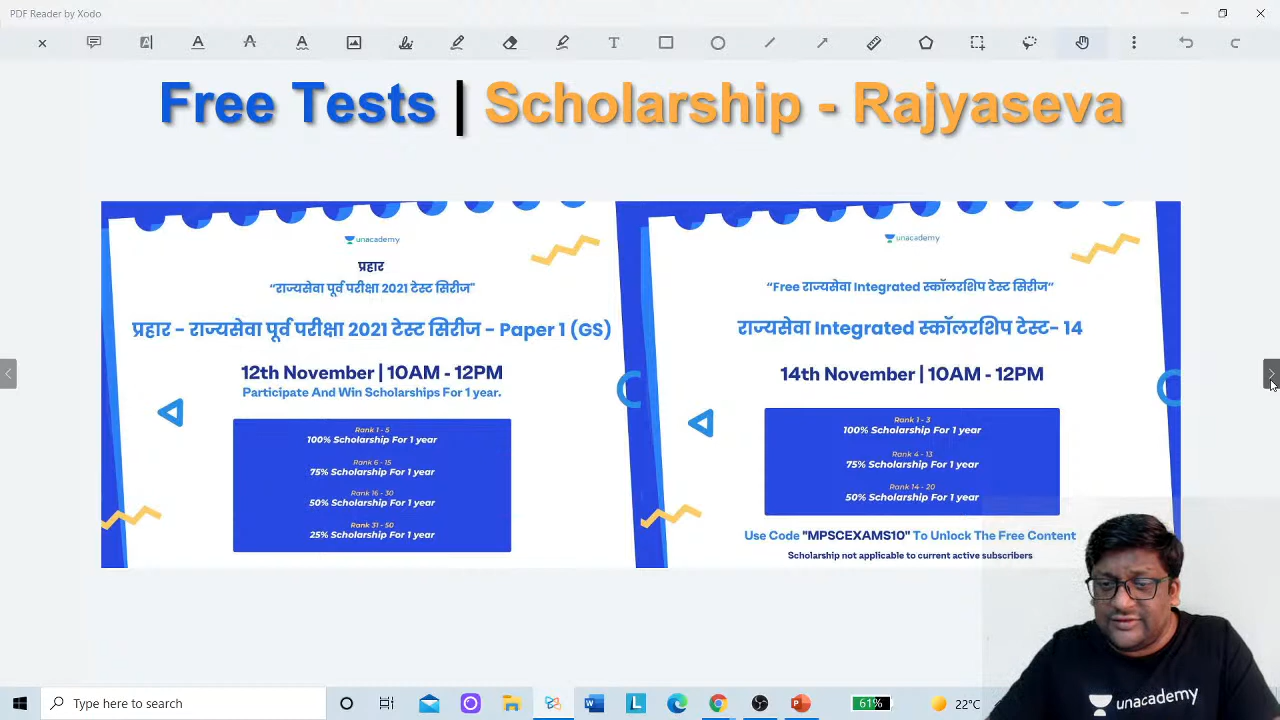 PDF Reader by Xodo
Free Tests | Scholarship - Rajyaseva
unacademy
प्रहार
“राज्यसेवा पूर्व परीक्षा 2021 टेस्ट सिरीज"
प्रहार - राज्यसेवा पूर्व परीक्षा 2021 टेस्ट सिरीज - Paper 1 (GS)
12th November | 10AM - 12PM
Participate And Win Scholarships For 1 year.
Rank 1 - 5
100% Scholarship For 1 year
Rank 6 - 15
75% Scholarship For 1 year
Rank 16 - 30
50% Scholarship For 1 year
Rank 31 - 50
25% Scholarship For 1 year
unacademy
“Free राज्यसेवा Integrated स्कॉलरशिप टेस्ट सिरीज”
राज्यसेवा Integrated स्कॉलरशिप टेस्ट- 14
14th November | 10AM - 12PM
Rank 1 - 3
100% Scholarship For 1 year
Rank 4 - 13
75% Scholarship For 1 year
Rank 14 - 20
50% Scholarship For 1 year
Use Code "MPSCEXAMS10" To Unlock The Free Content
Scholarship not applicable to current active subscribers
unacademy
Type here to search
61%
22°C